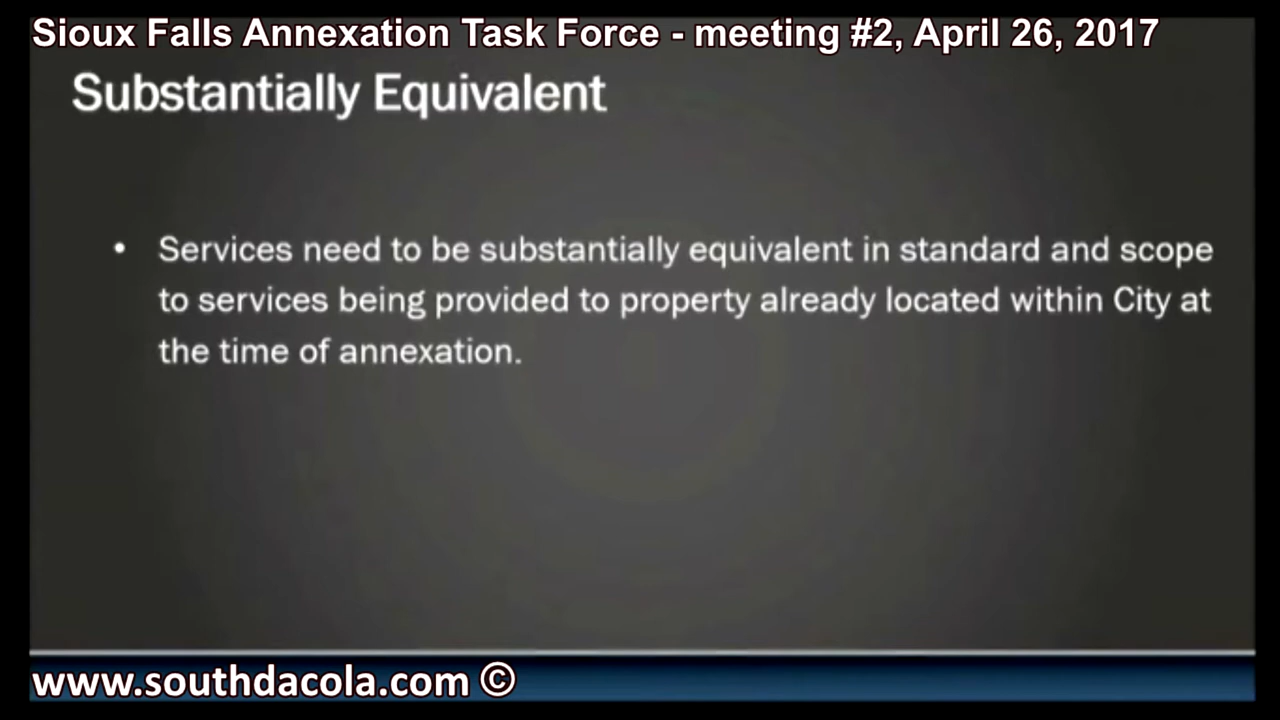 Sioux Falls Annexation Task Force - meeting #2, April 26, 2017
Substantially Equivalent
• Services need to be substantially equivalent in standard and scope
to services being provided to property already located within City at
the time of annexation.
www.southdacola.com ©